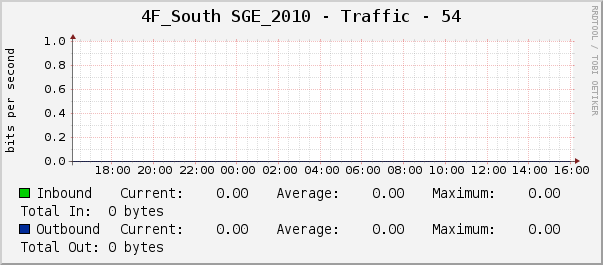 4F_South SGE_2010 - Traffic - 54
RRDTOOL / TOBI OETIKER
bits per second
1.0
0.8
0.6
0.4
0.2
0.0
18:00 20:00 22:00 00:00 02:00 04:00 06:00 08:00 10:00 12:00 14:00 16:00
Inbound Current: 0.00 Average: 0.00 Maximum: 0.00
Total In: 0 bytes
Outbound Current: 0.00 Average: 0.00 Maximum: 0.00
Total Out: 0 bytes